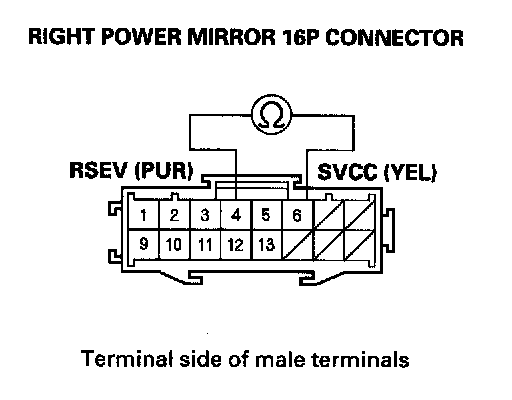 RIGHT POWER MIRROR 16P CONNECTOR
Ω
RSEV (PUR) SVCC (YEL)
1 2 3 4 5 6
9 10 11 12 13
Terminal side of male terminals